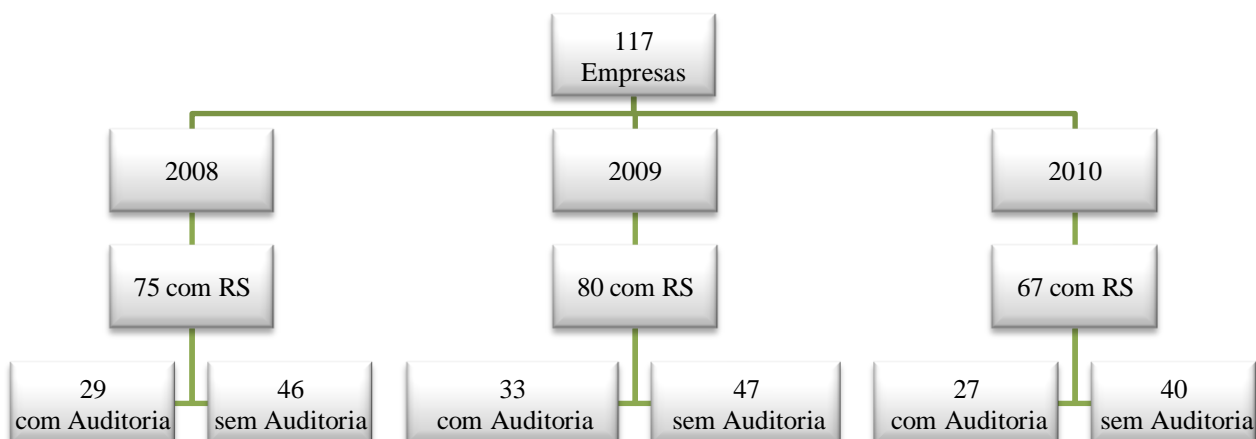 117
Empresas
2008
2009
2010
75 com RS
80 com RS
67 com RS
29
com Auditoria
46
sem Auditoria
33
com Auditoria
47
sem Auditoria
27
com Auditoria
40
sem Auditoria